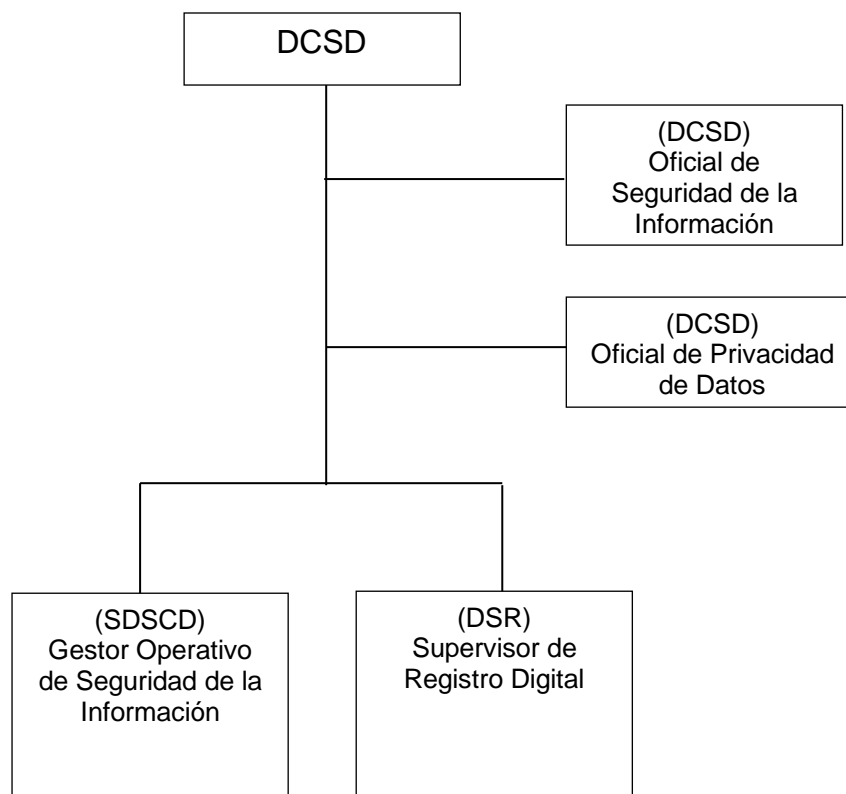 DCSD
(DCSD)
Oficial de
Seguridad de la
Información
(DCSD)
Oficial de Privacidad
de Datos
(SDSCD)
Gestor Operativo
de Seguridad de la
Información
(DSR)
Supervisor de
Registro Digital